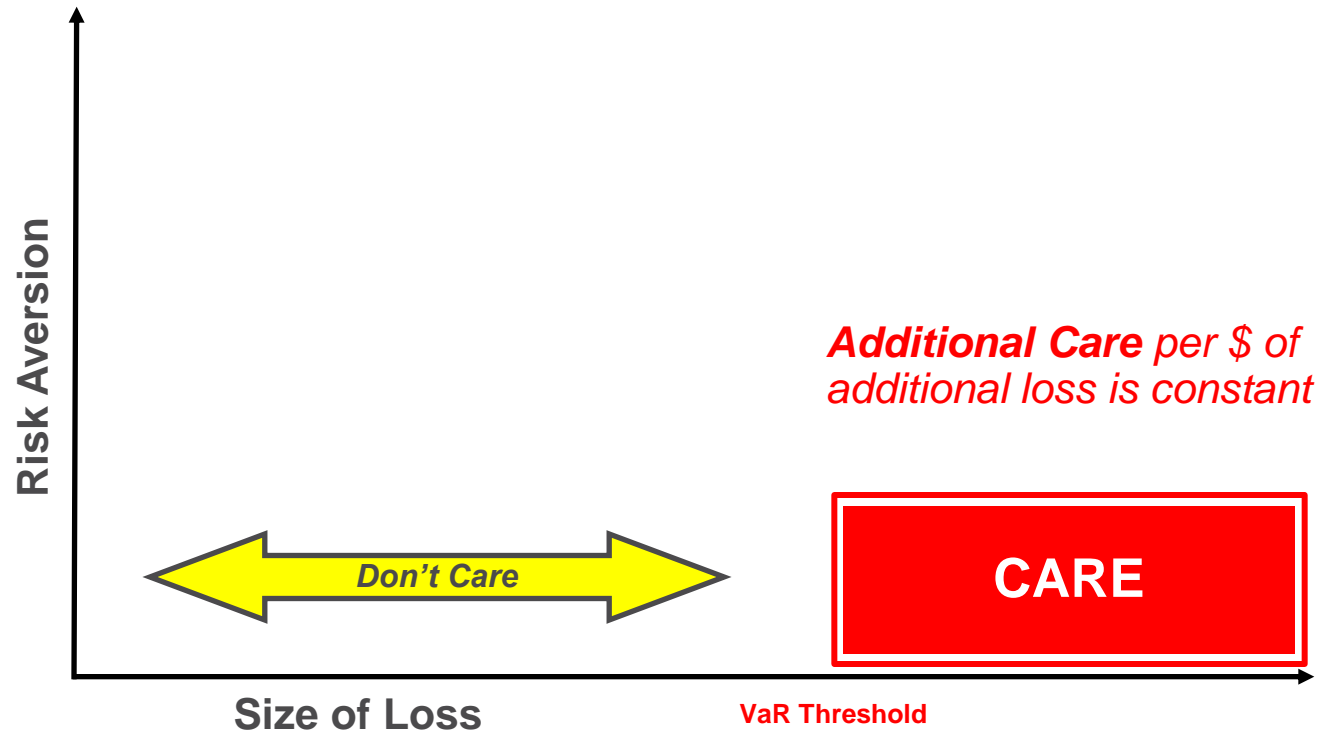 Risk Aversion
Additional Care per $ of
additional loss is constant
Don’t Care
CARE
Size of Loss
VaR Threshold